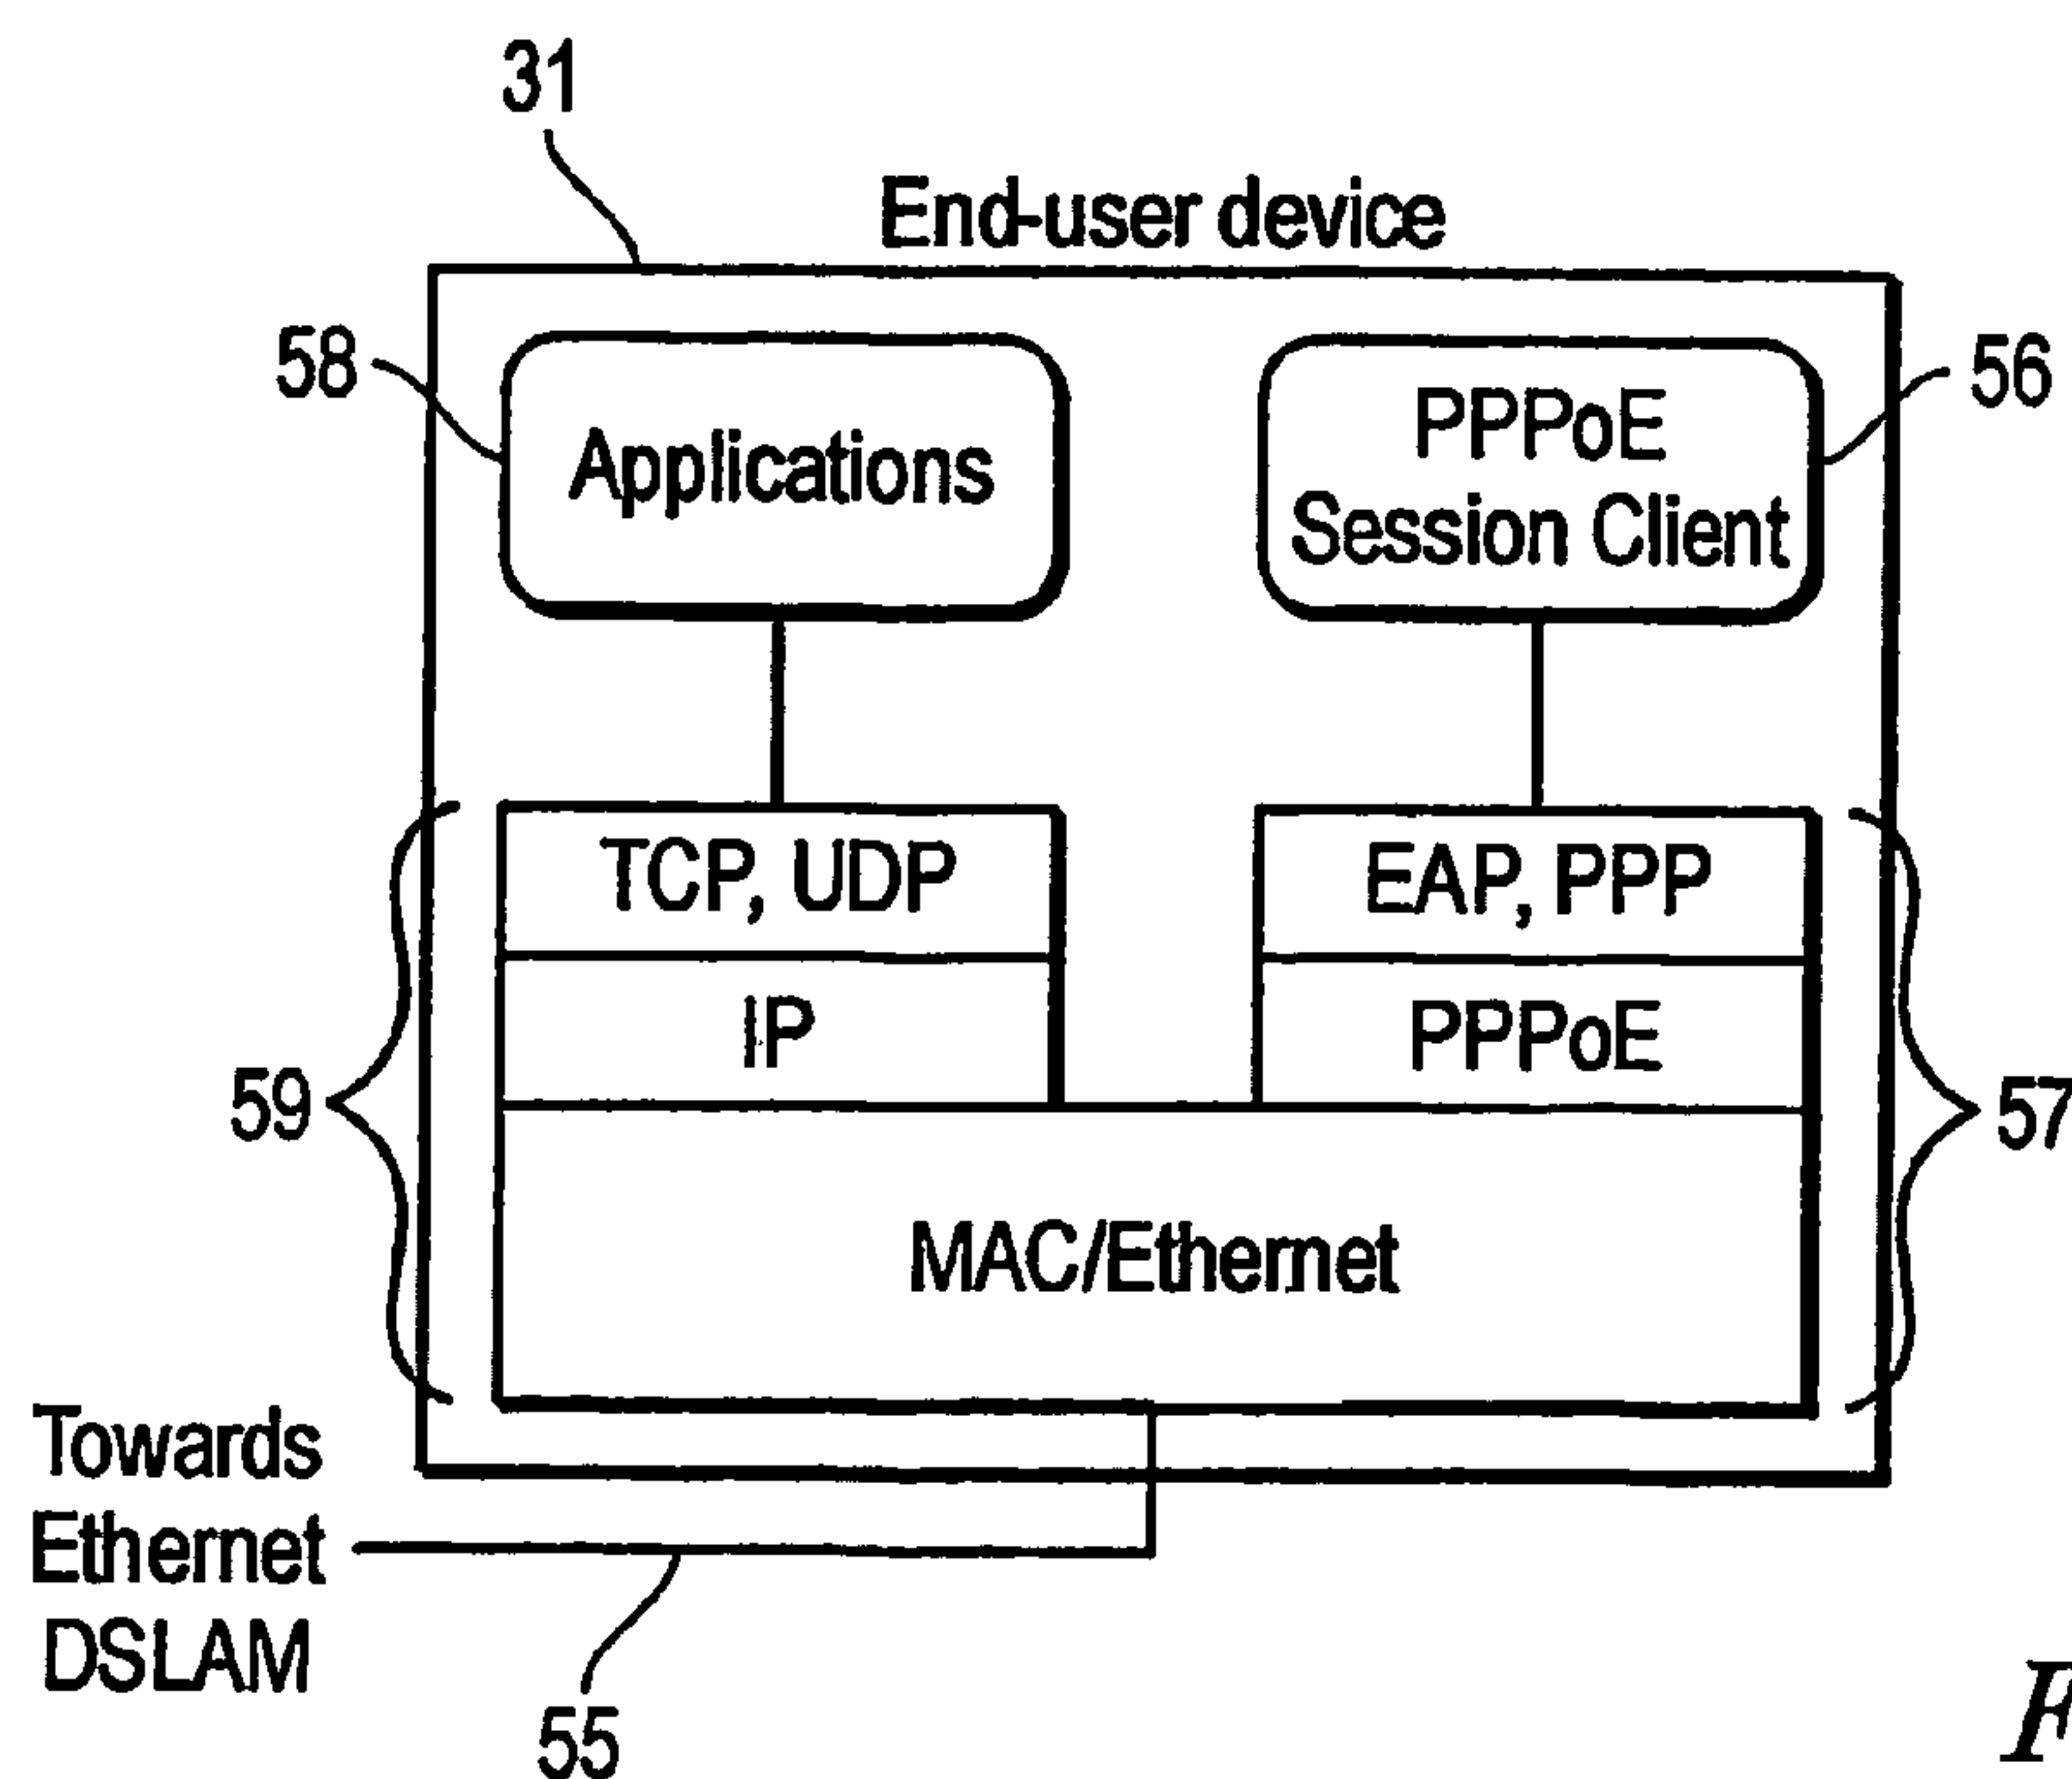 31
End-user device
58
Applications
PPPoE
Session Client
56
TCP, UDP
EAP, PPP
IP
PPPoE
59
57
MAC/Ethernet
Towards
Ethernet
DSLAM
55